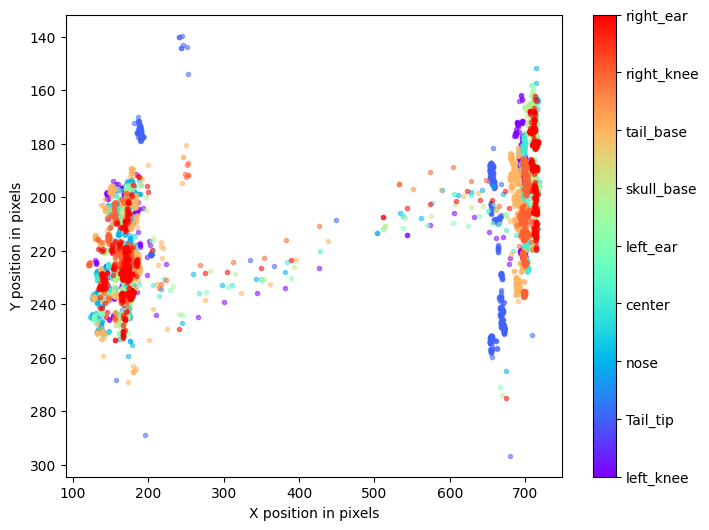 140
160
180
200
220
240
260
280
300
Y position in pixels
100
200
300
400
500
600
700
X position in pixels
right_ear
right_knee
tail_base
skull_base
left_ear
center
nose
Tail_tip
left_knee